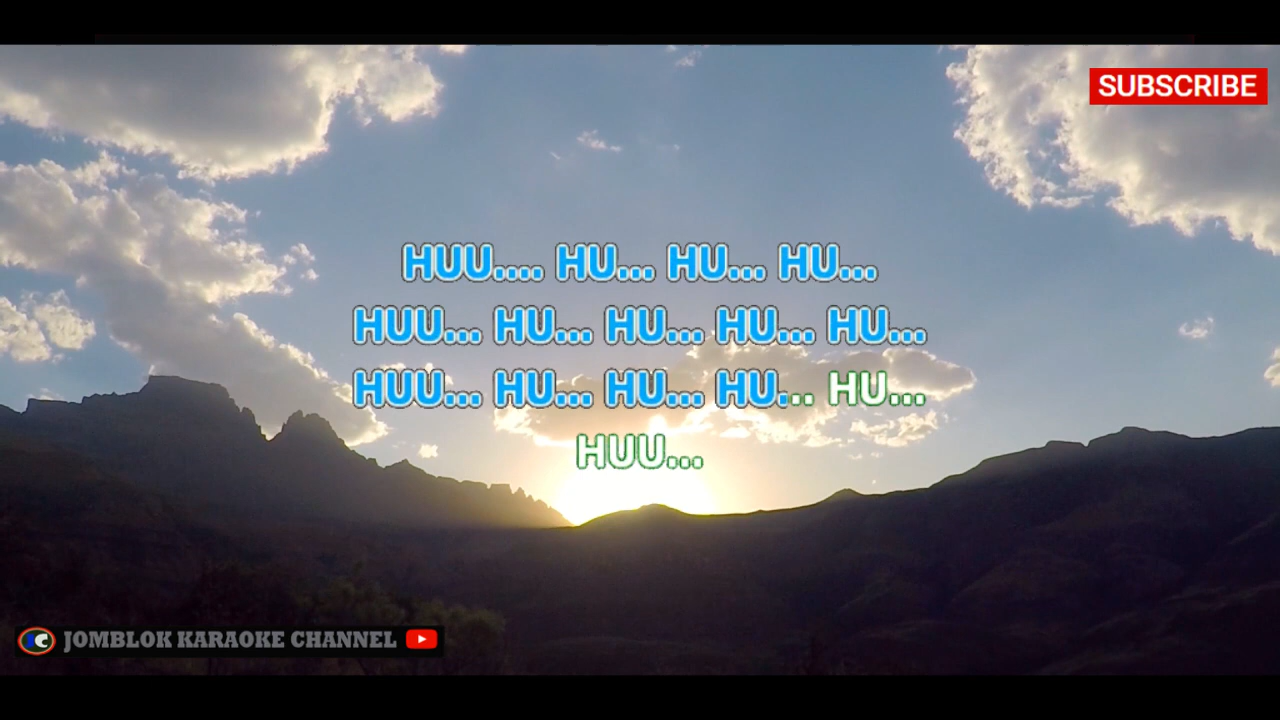 SUBSCRIBE
HUU.... HU... HU... HU...
HUU... HU... HU... HU... HU...
HUU... HU... HU... HU... HU...
HUU...
JOMBLOK KARAOKE CHANNEL